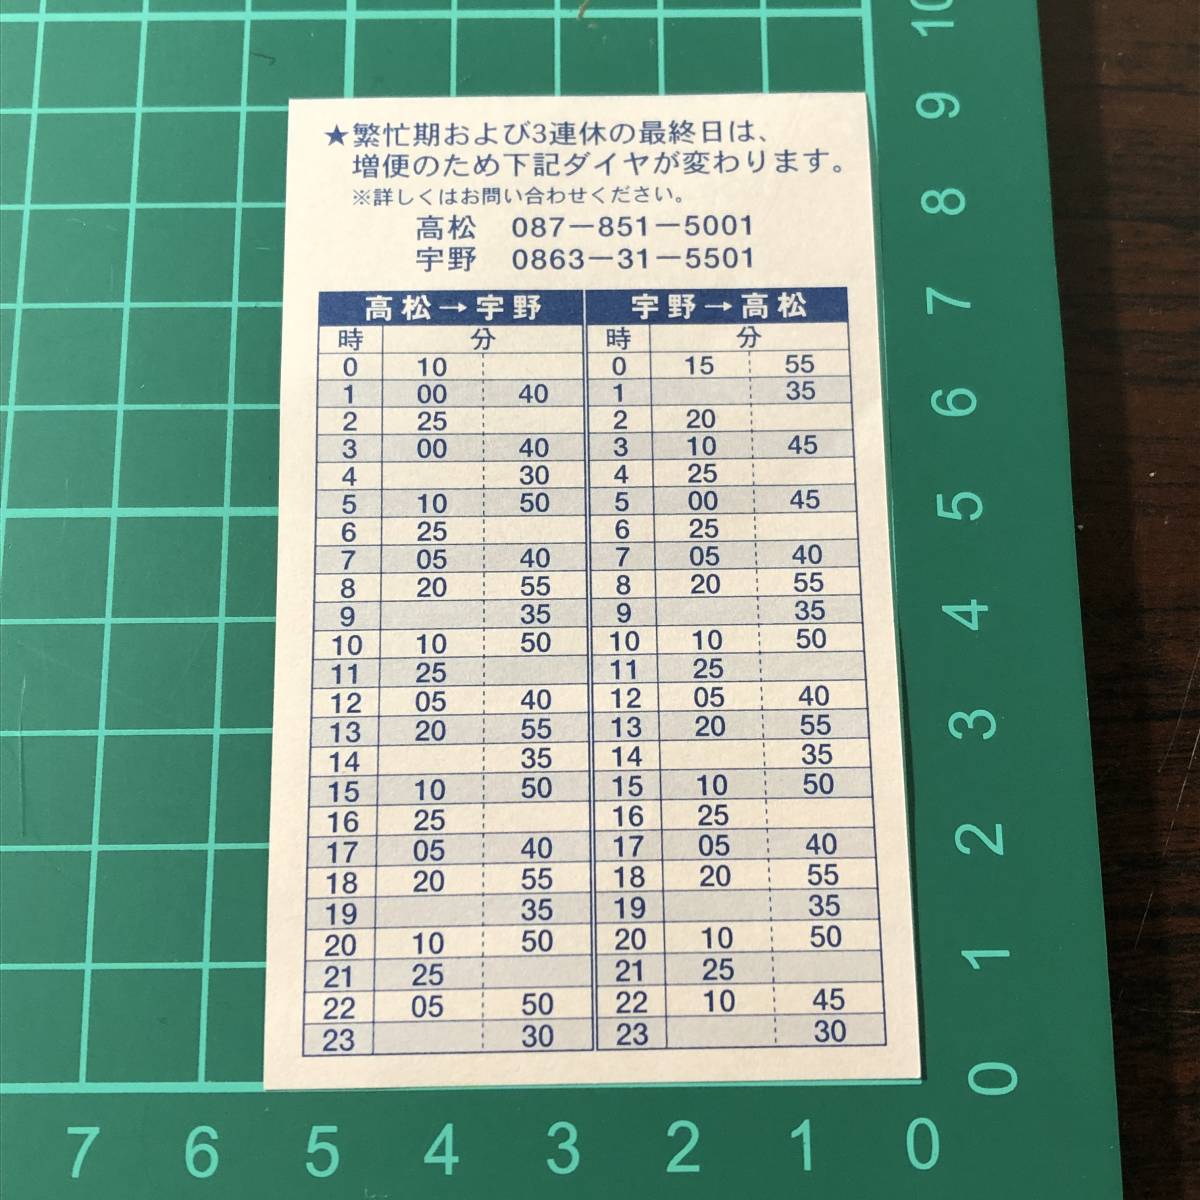 ★繁忙期および3連休の最終日は、
増便のため下記ダイヤが変わります。
※詳しくはお問い合わせください。
高松 087-851-5001
宇野 0863-31-5501
高松→宇野 宇野→高松
時 分 時 分
0 10 0 15 55
1 00 40 1 35
2 25 2 20
3 00 40 3 10 45
4 30 4 25
5 10 50 5 00 45
6 25 6 25
7 05 40 7 05 40
8 20 55 8 20 55
9 35 9 35
10 10 50 10 10 50
11 25 11 25
12 05 40 12 05 40
13 20 55 13 20 55
14 35 14 35
15 10 50 15 10 50
16 25 16 25
17 05 40 17 05 40
18 20 55 18 20 55
19 35 19 35
20 10 50 20 10 50
21 25 21 25
22 05 50 22 10 45
23 30 23 30
10
9
8
7
6
5
4
3
2
1
0
7 6 5 4 3 2 1 0